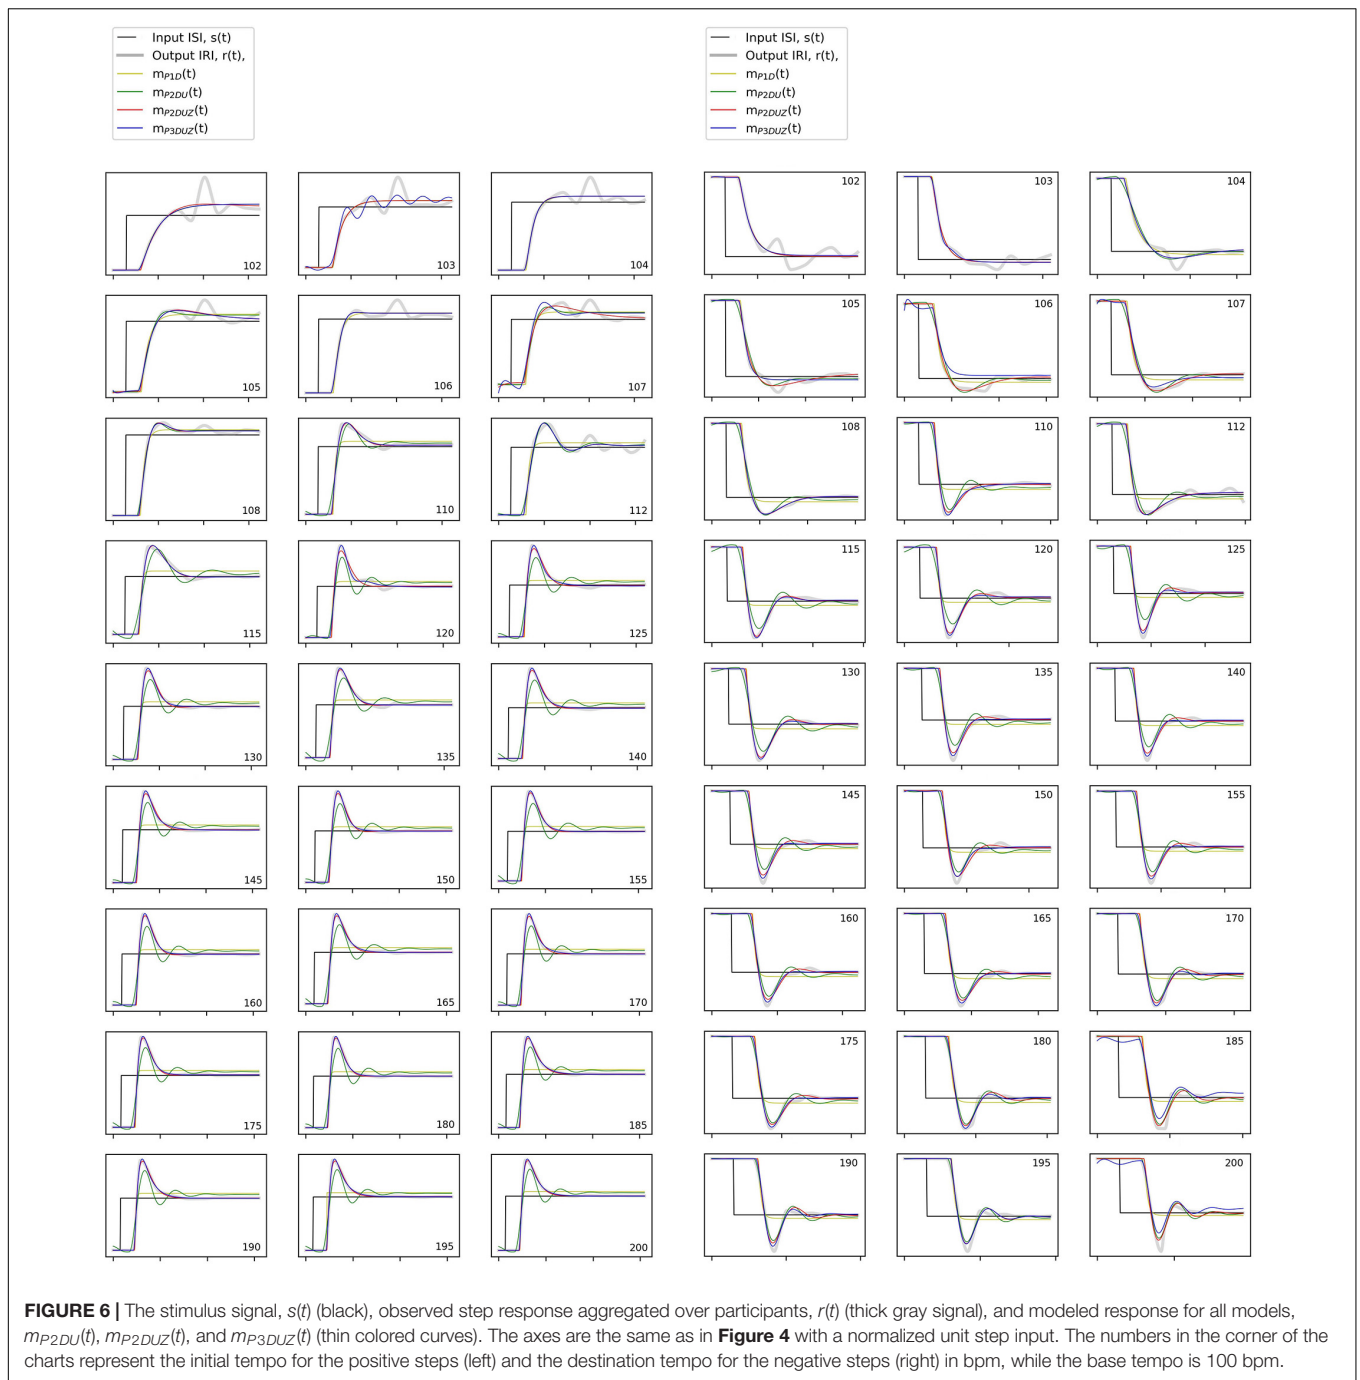 Input ISI, s(t)
Output IRI, r(t),
mP1D(t)
mP2DU(t)
mP2DUZ(t)
mP3DUZ(t)
Input ISI, s(t)
Output IRI, r(t),
mP1D(t)
mP2DU(t)
mP2DUZ(t)
mP3DUZ(t)
102 103 104
105 106 107
108 110 112
115 120 125
130 135 140
145 150 155
160 165 170
175 180 185
190 195 200
102 103 104
105 106 107
108 110 112
115 120 125
130 135 140
145 150 155
160 165 170
175 180 185
190 195 200
FIGURE 6 | The stimulus signal, s(t) (black), observed step response aggregated over participants, r(t) (thick gray signal), and modeled response for all models,
mP2DU(t), mP2DUZ(t), and mP3DUZ(t) (thin colored curves). The axes are the same as in Figure 4 with a normalized unit step input. The numbers in the corner of the
charts represent the initial tempo for the positive steps (left) and the destination tempo for the negative steps (right) in bpm, while the base tempo is 100 bpm.